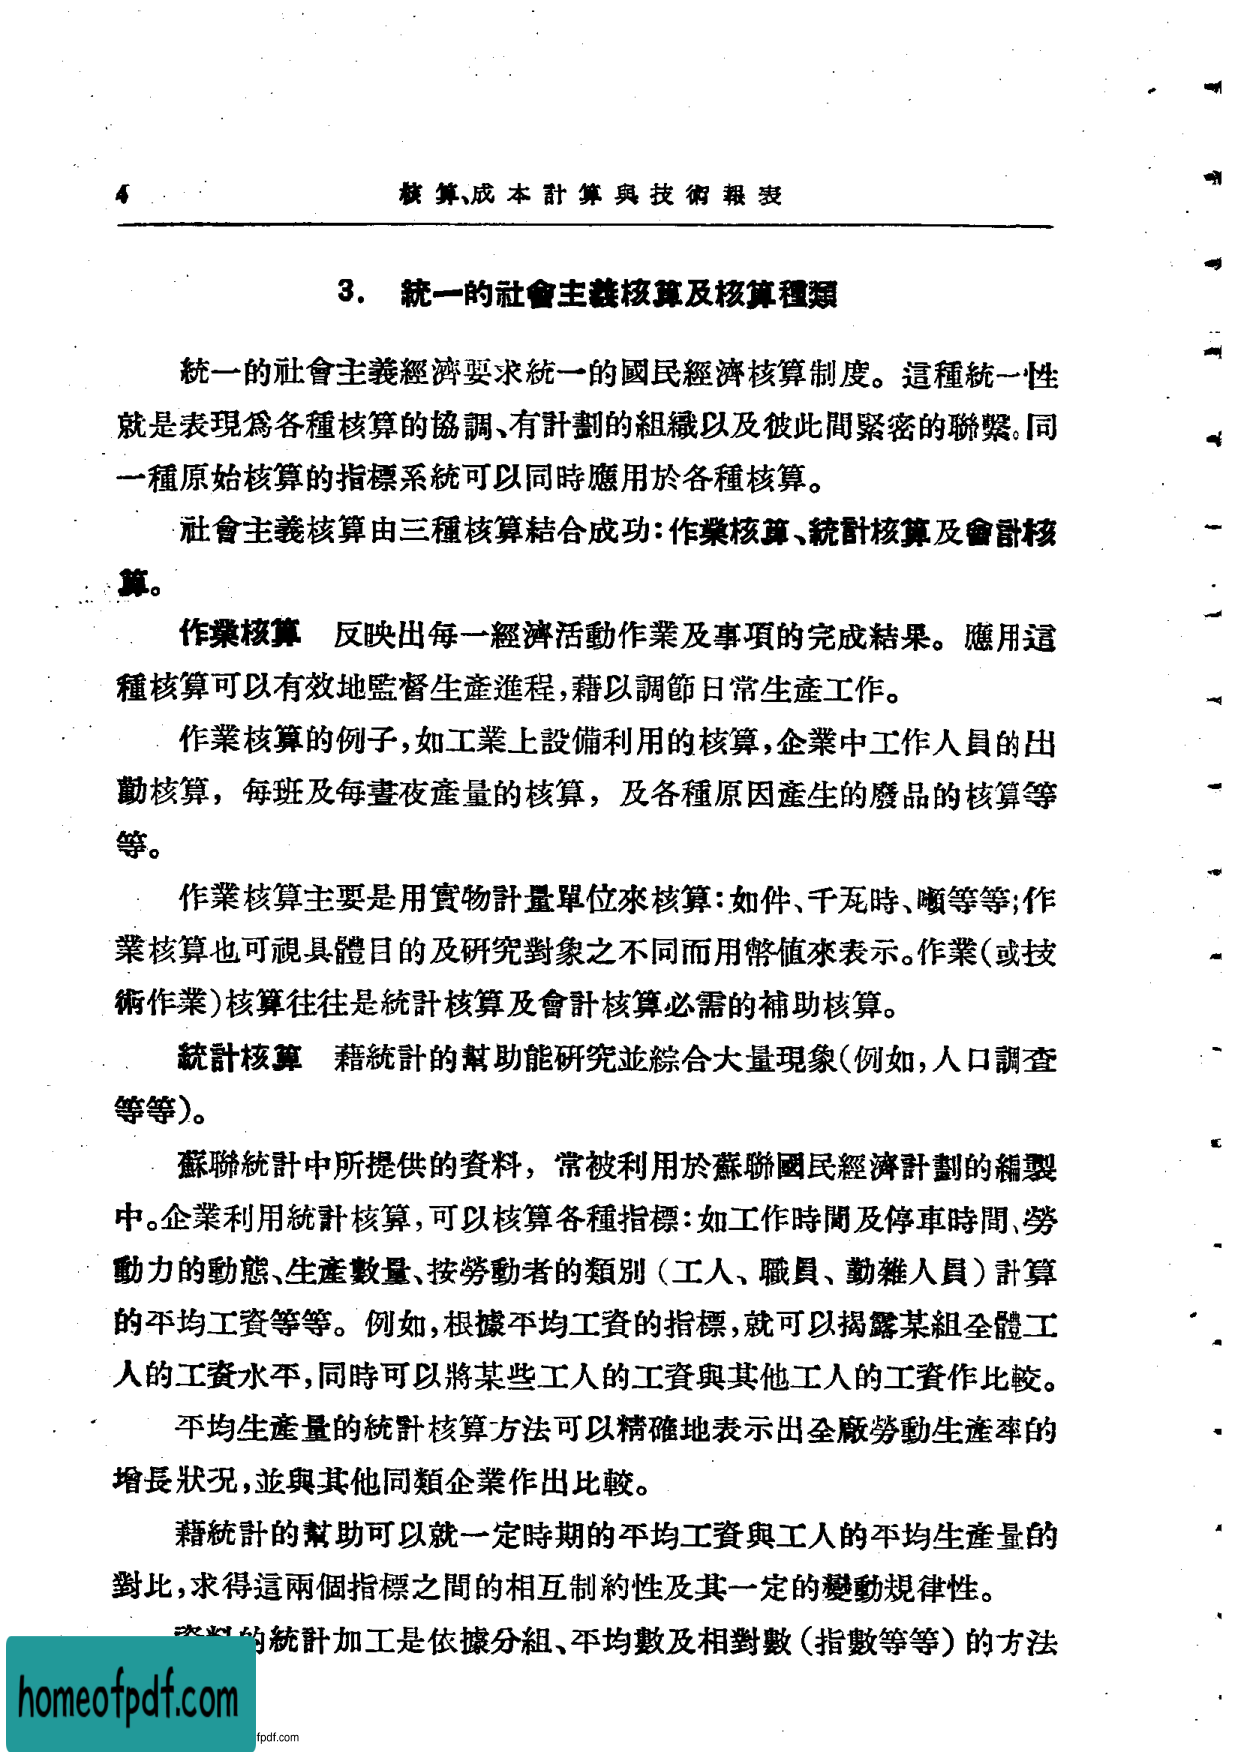 4 核算、成本計算與技術報表
3. 統一的社會主義核算及核算種類
統一的社會主義經濟要求統一的國民經濟核算制度。這種統一性
就是表現爲各種核算的協調、有計劃的組織以及彼此間緊密的聯繫。同
一種原始核算的指標系統可以同時應用於各種核算。
社會主義核算由三種核算結合成功：作業核算、統計核算及會計核
算。
作業核算　反映出每一經濟活動作業及事項的完成結果。應用這
種核算可以有效地監督生產進程，藉以調節日常生產工作。
作業核算的例子，如工業上設備利用的核算，企業中工作人員的出
勤核算，每班及每晝夜產量的核算，及各種原因產生的廢品的核算等
等。
作業核算主要是用實物計量單位來核算：如件、千瓦時、噸等等；作
業核算也可視具體目的及研究對象之不同而用幣值來表示。作業（或技
術作業）核算往往是統計核算及會計核算必需的補助核算。
統計核算　藉統計的幫助能研究並綜合大量現象（例如，人口調查
等等）。
蘇聯統計中所提供的資料，常被利用於蘇聯國民經濟計劃的編製
中。企業利用統計核算，可以核算各種指標：如工作時間及停車時間、勞
動力的動態、生產數量、按勞動者的類別（工人、職員、勤雜人員）計算
的平均工資等等。例如，根據平均工資的指標，就可以揭露某組全體工
人的工資水平，同時可以將某些工人的工資與其他工人的工資作比較。
平均生產量的統計核算方法可以精確地表示出全廠勞動生產率的
增長狀況，並與其他同類企業作出比較。
藉統計的幫助可以就一定時期的平均工資與工人的平均生產量的
對比，求得這兩個指標之間的相互制約性及其一定的變動規律性。
資料的統計加工是依據分組、平均數及相對數（指數等等）的方法
homeofpdf.com
fpdf.com